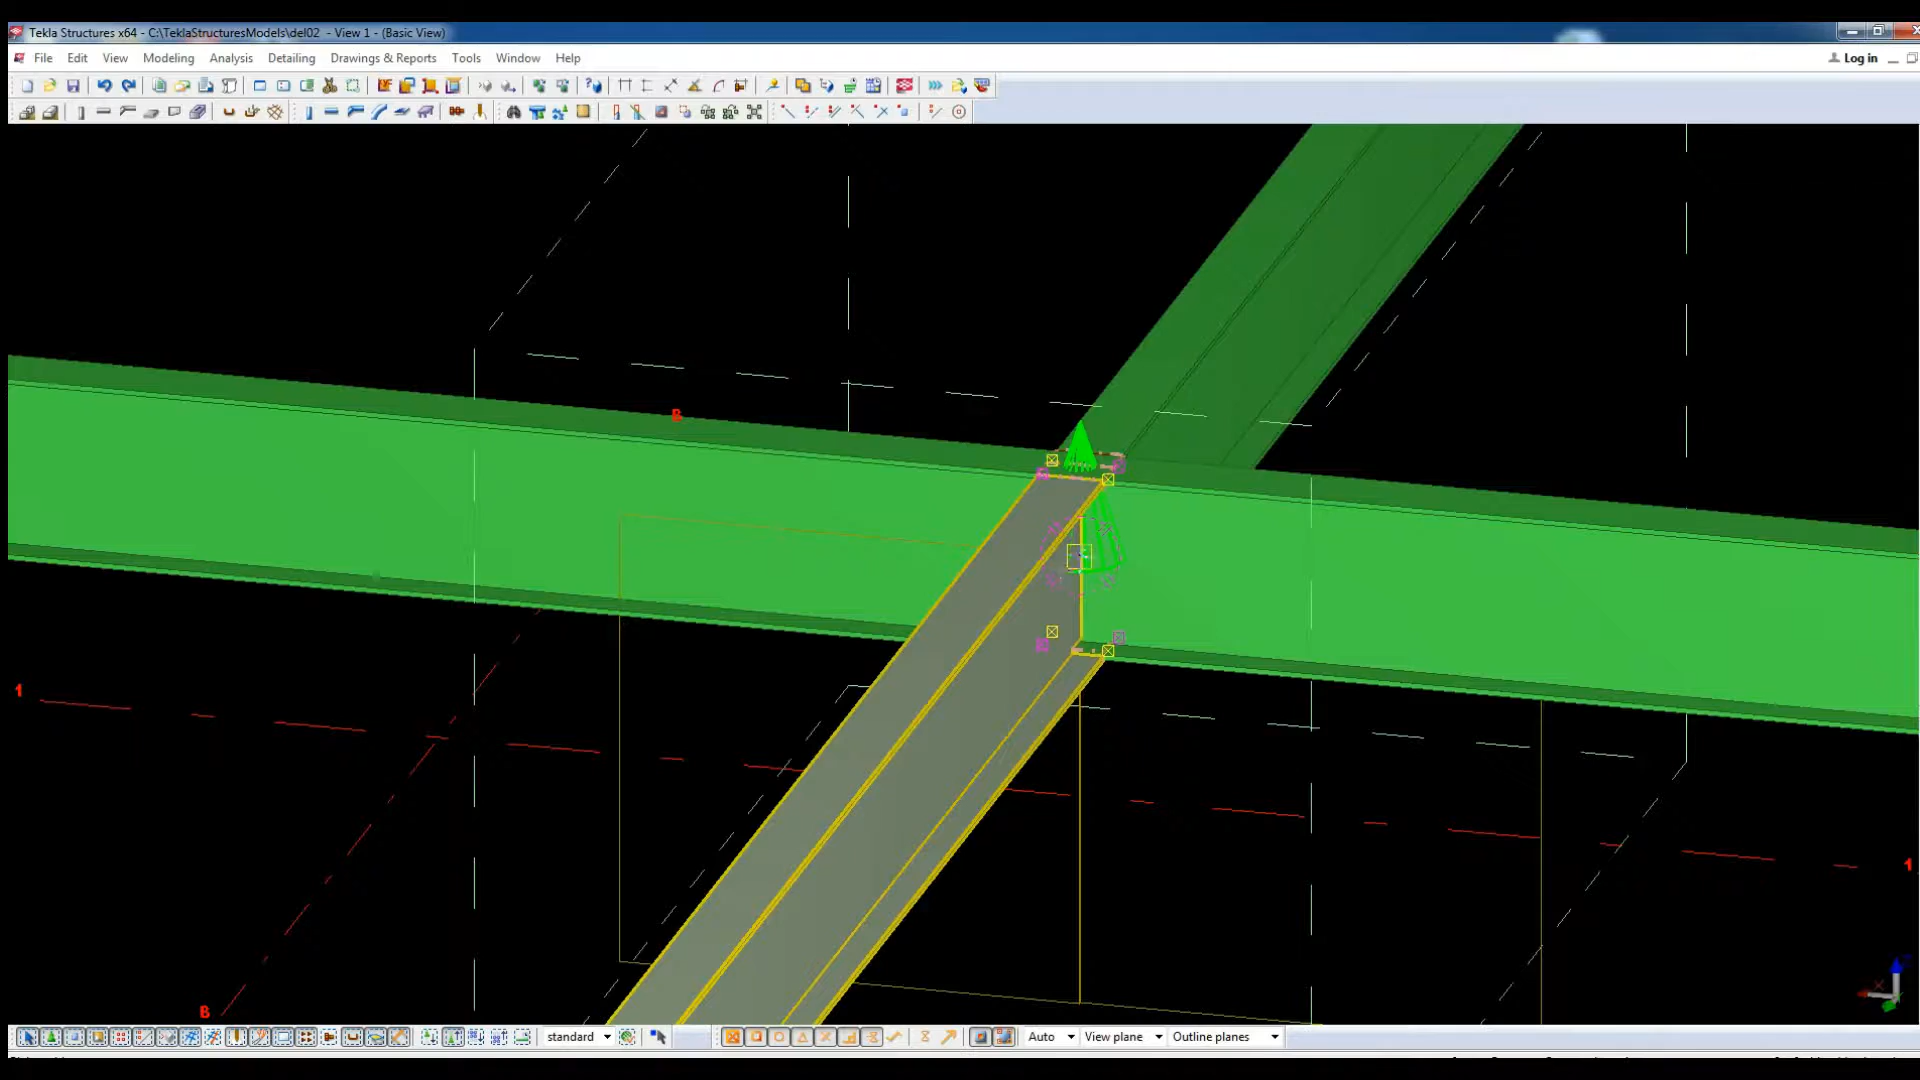 Tekla Structures x64 - C:\TeklaStructuresModels\del02 - View 1 - (Basic View)
File Edit View Modeling Analysis Detailing Drawings & Reports Tools Window Help
Log in
B
1
1
B
standard
Auto
View plane
Outline planes